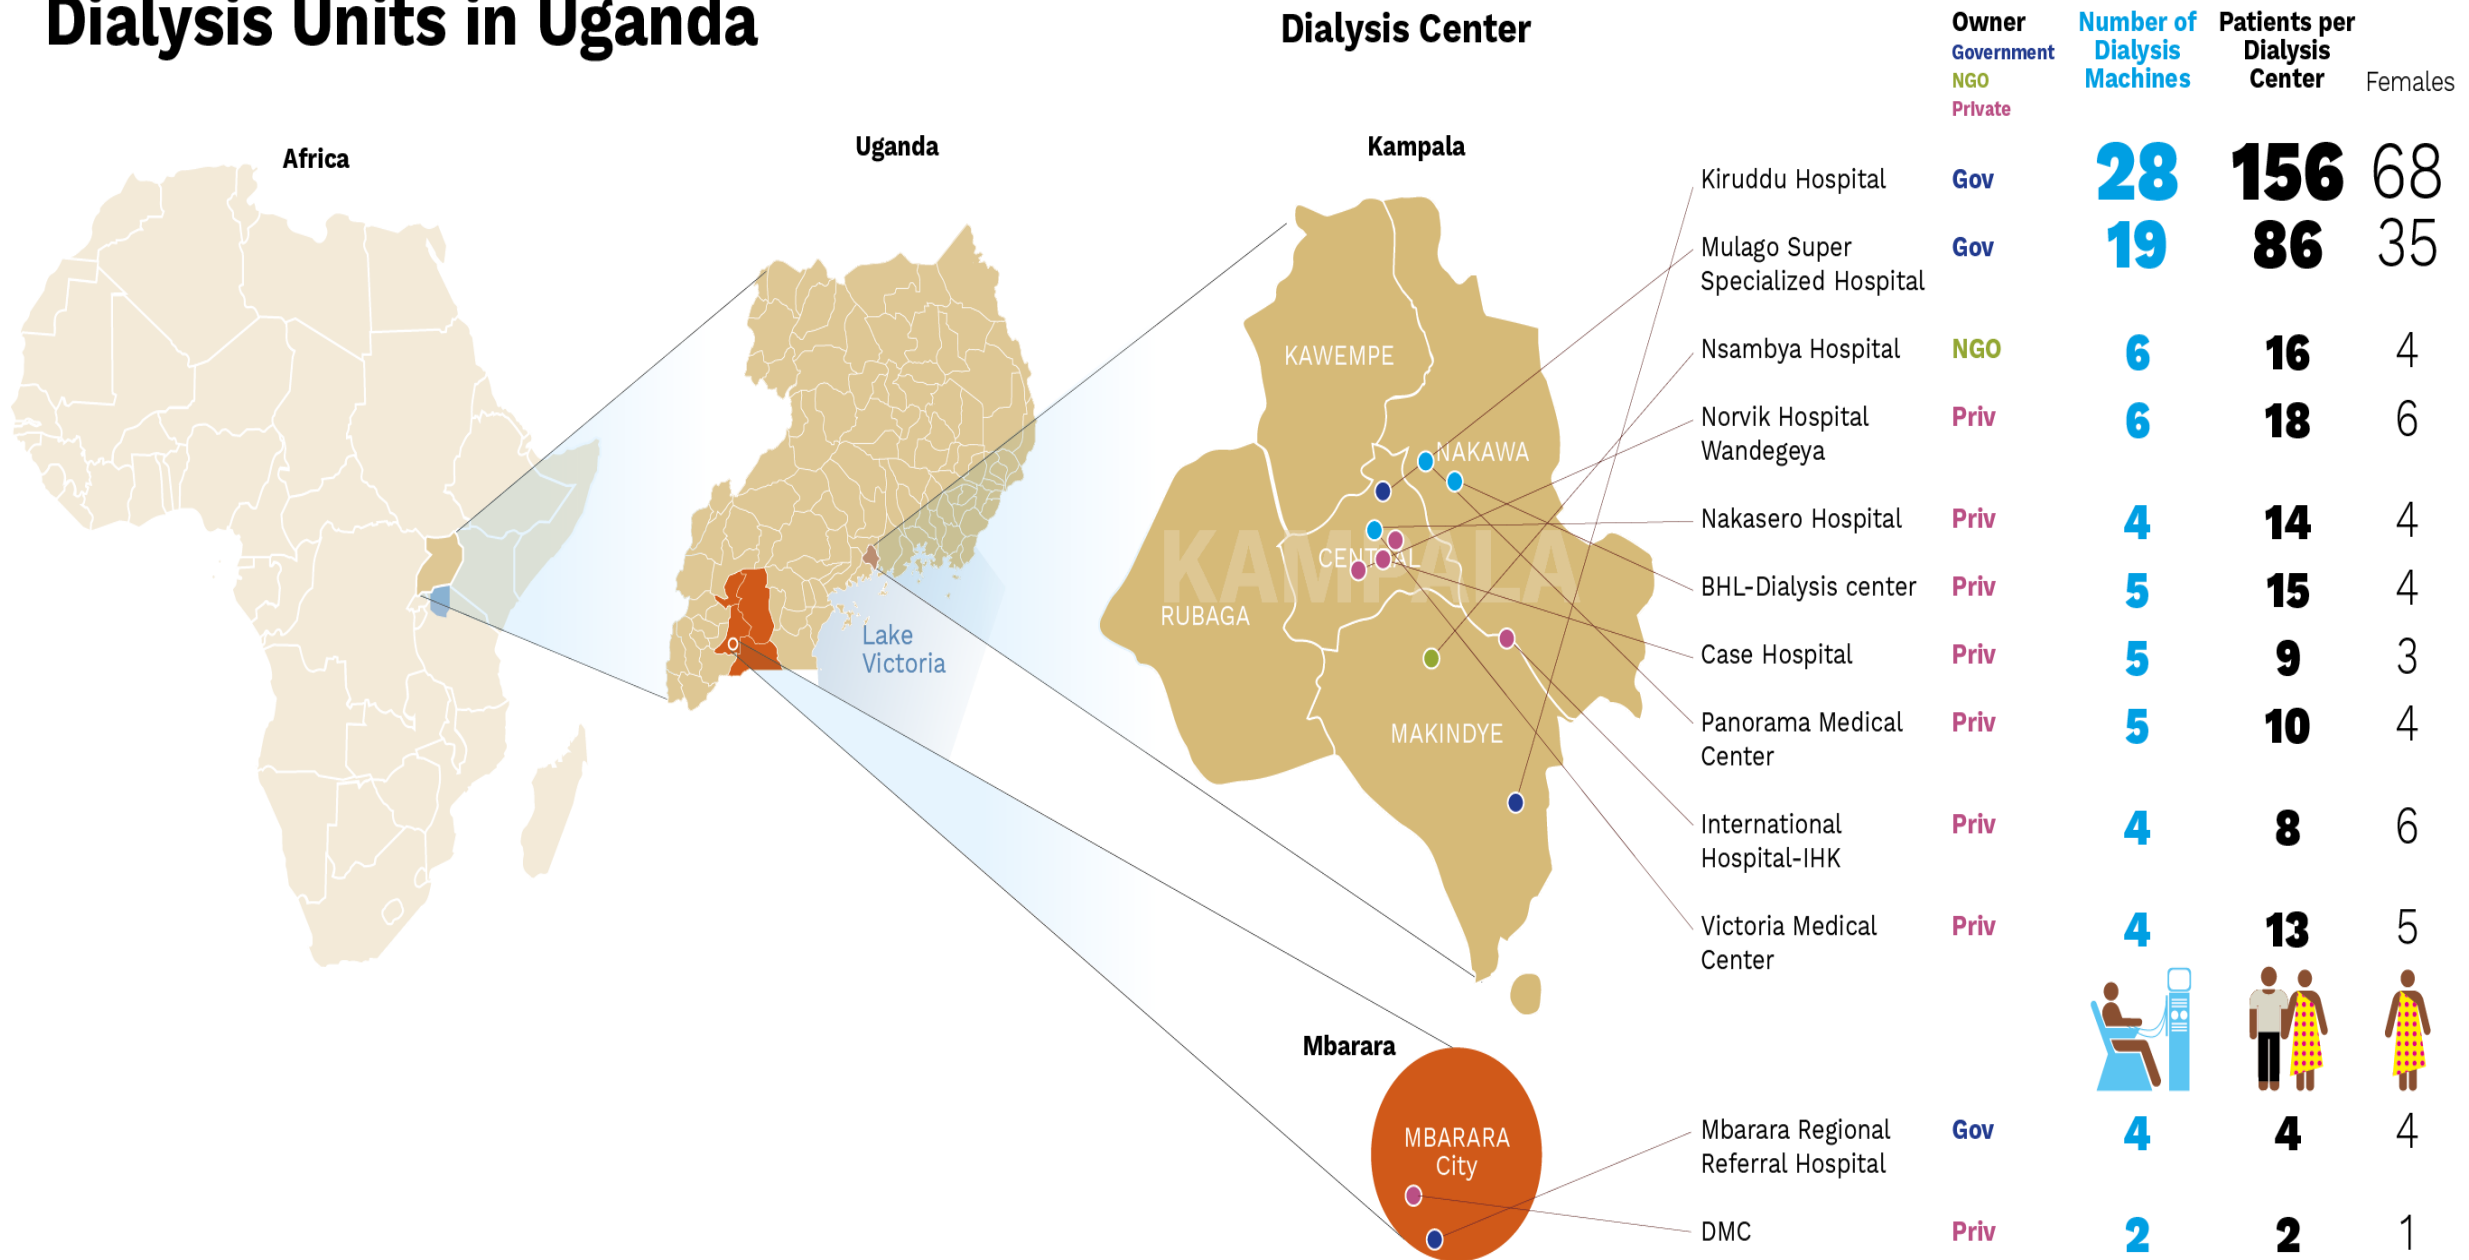 Dialysis Units in Uganda
Dialysis Center
Owner
Government
NGO
Private
Number of
Dialysis
Machines
Patients per
Dialysis
Center
Females
Africa
Uganda
Kampala
KAWEMPE
NAKAWA
KAMPALA
CENTRAL
RUBAGA
MAKINDYE
Lake
Victoria
Kiruddu Hospital Gov 28 156 68
Mulago Super Gov 19 86 35
Specialized Hospital
Nsambya Hospital NGO 6 16 4
Norvik Hospital Priv 6 18 6
Wandegeya
Nakasero Hospital Priv 4 14 4
BHL-Dialysis center Priv 5 15 4
Case Hospital Priv 5 9 3
Panorama Medical Priv 5 10 4
Center
International Priv 4 8 6
Hospital-IHK
Victoria Medical Priv 4 13 5
Center
Mbarara
MBARARA
City
Mbarara Regional Gov 4 4 4
Referral Hospital
DMC Priv 2 2 1